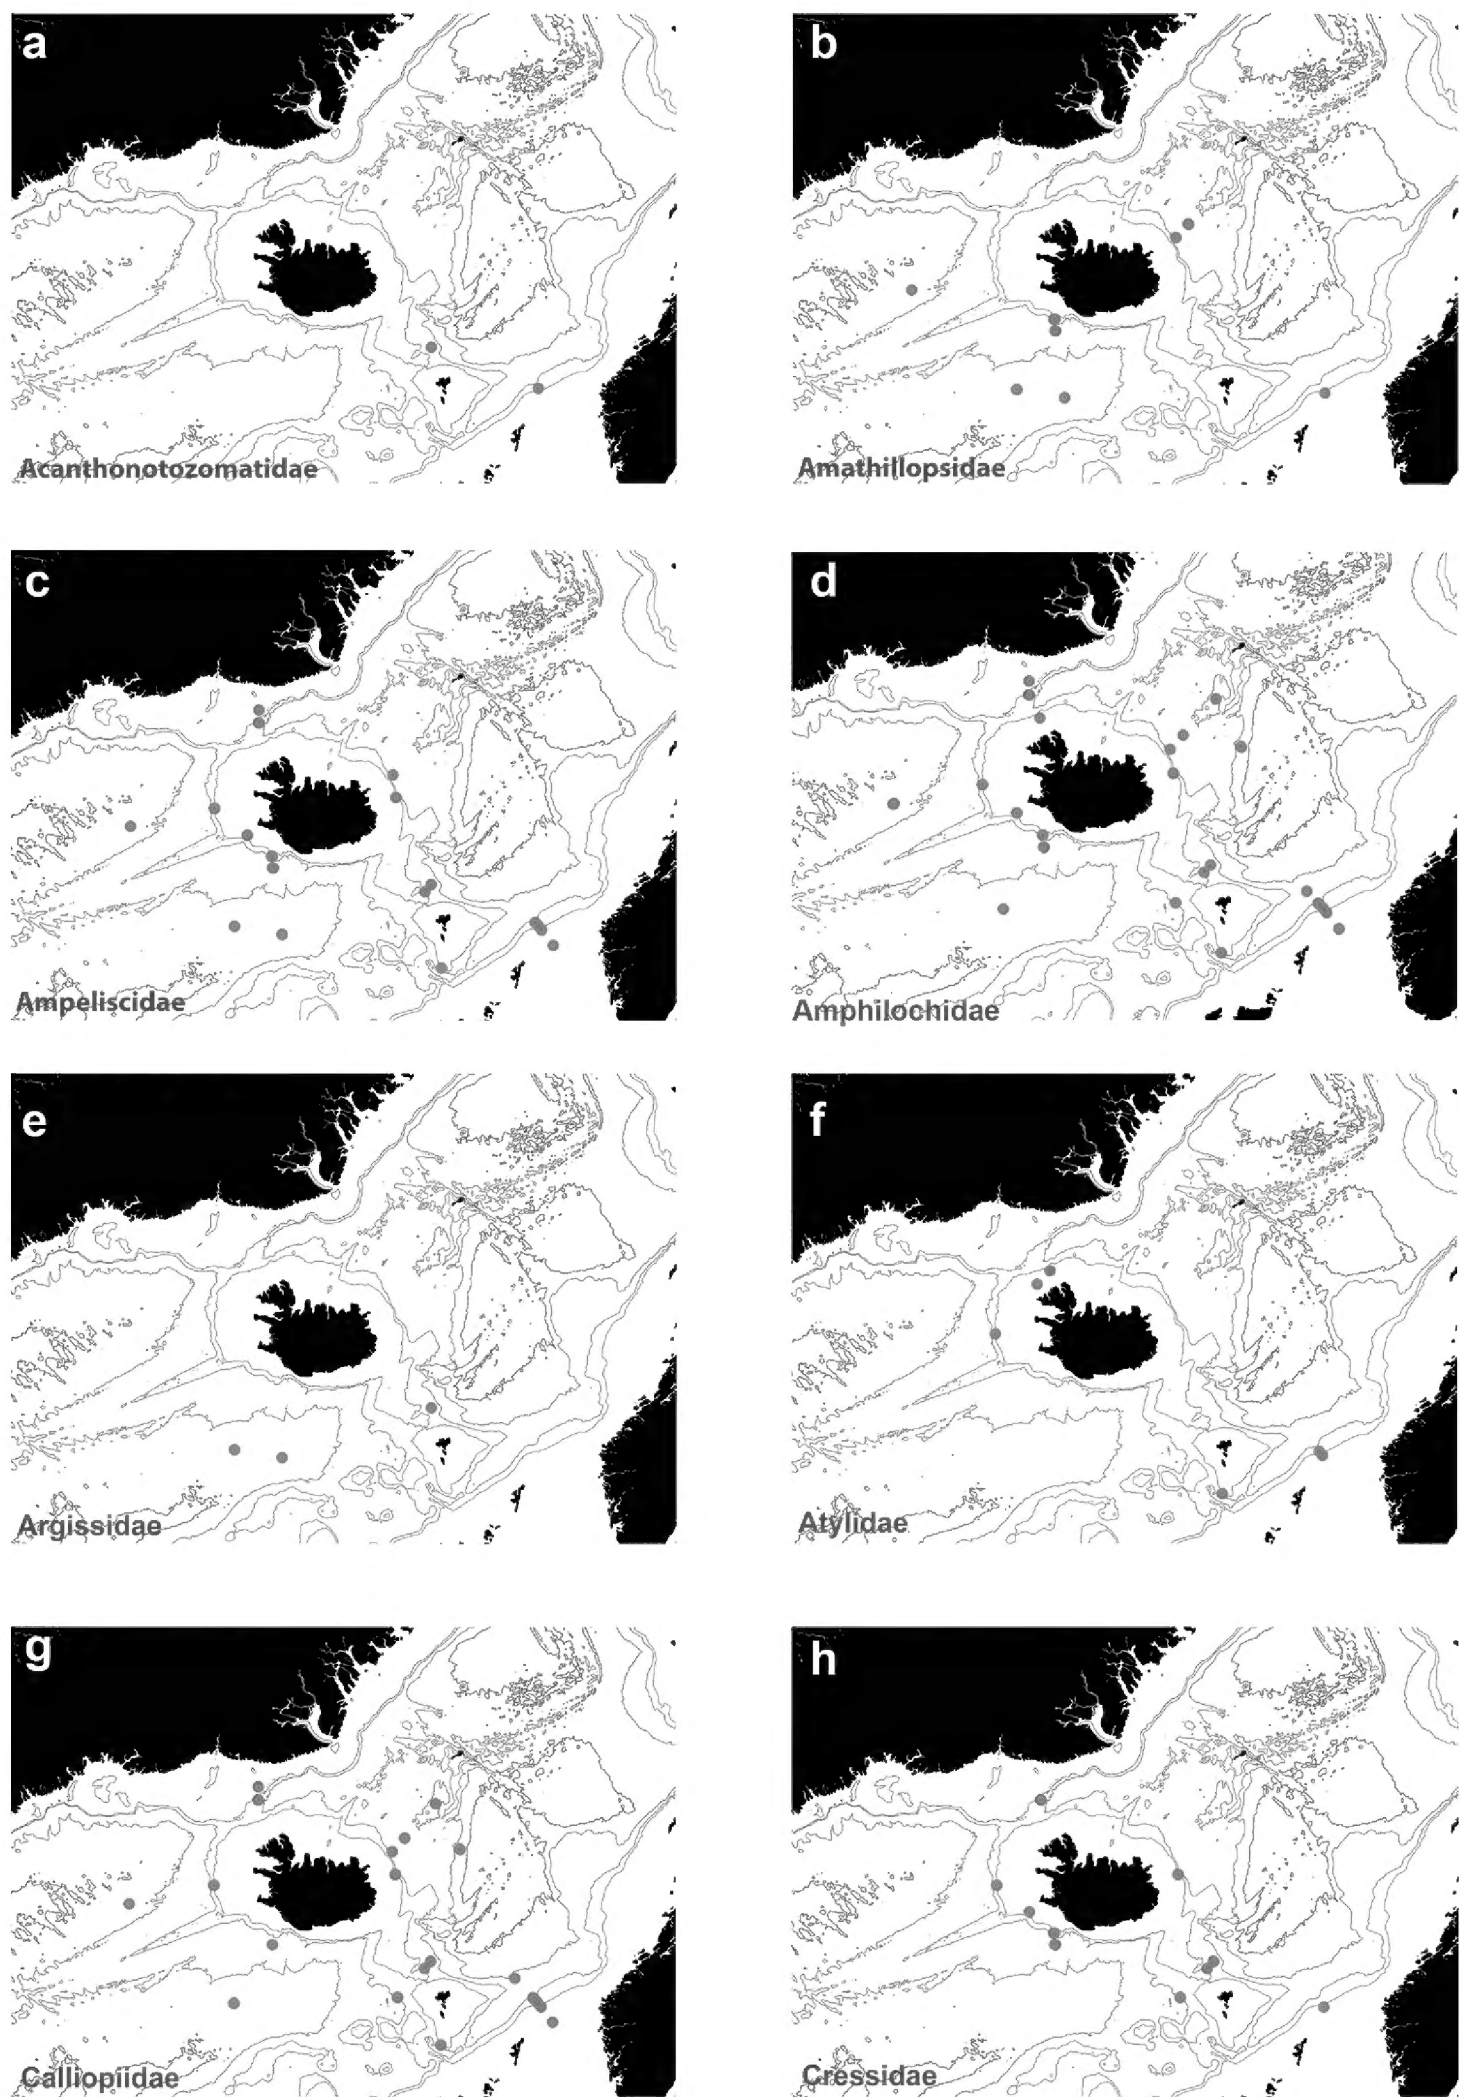 a
b
Acanthonotozomatidae
Amathillopsidae
c
d
Ampeliscidae
Amphilochidae
e
f
Argissidae
Atylidae
g
h
Calliopiidae
Cressidae